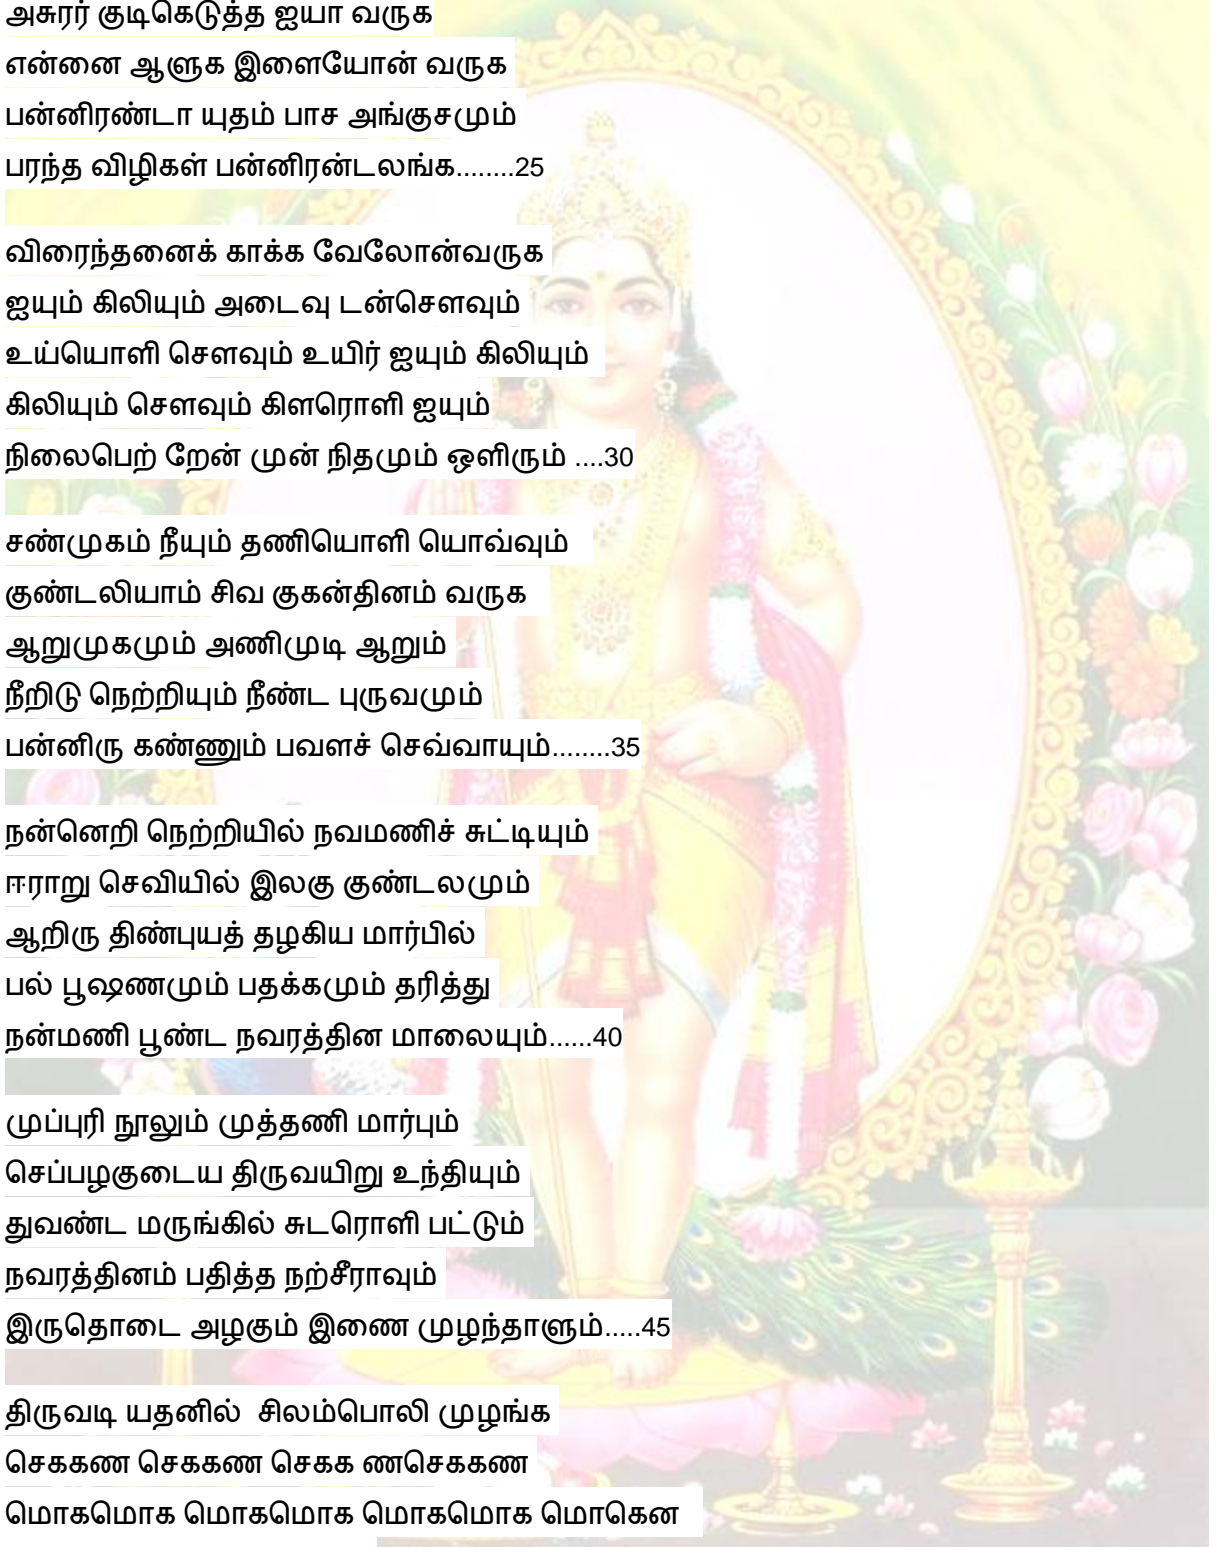 அசுரர் குடிகெடுத்த ஐயா வருக
என்னை ஆளுக இளையோன் வருக
பன்னிரண்டா யுதம் பாச அங்குசமும்
பரந்த விழிகள் பன்னிரன்டலங்க........25
விரைந்தனைக் காக்க வேலோன்வருக
ஐயும் கிலியும் அடைவு டன்சௌவும்
உய்யொளி சௌவும் உயிர் ஐயும் கிலியும்
கிலியும் சௌவும் கிளரொளி ஐயும்
நிலைபெற் றேன் முன் நிதமும் ஒளிரும் ....30
சண்முகம் நீயும் தணியொளி யொவ்வும்
குண்டலியாம் சிவ குகன்தினம் வருக
ஆறுமுகமும் அணிமுடி ஆறும்
நீறிடு நெற்றியும் நீண்ட புருவமும்
பன்னிரு கண்ணும் பவளச் செவ்வாயும்........35
நன்னெறி நெற்றியில் நவமணிச் சுட்டியும்
ஈராறு செவியில் இலகு குண்டலமும்
ஆறிரு திண்புயத் தழகிய மார்பில்
பல் பூஷணமும் பதக்கமும் தரித்து
நன்மணி பூண்ட நவரத்தின மாலையும்......40
முப்புரி நூலும் முத்தணி மார்பும்
செப்பழகுடைய திருவயிறு உந்தியும்
துவண்ட மருங்கில் சுடரொளி பட்டும்
நவரத்தினம் பதித்த நற்சீராவும்
இருதொடை அழகும் இணை முழந்தாளும்.....45
திருவடி யதனில் சிலம்பொலி முழங்க
செககண செககண செகக ணசெககண
மொகமொக மொகமொக மொகமொக மொகென